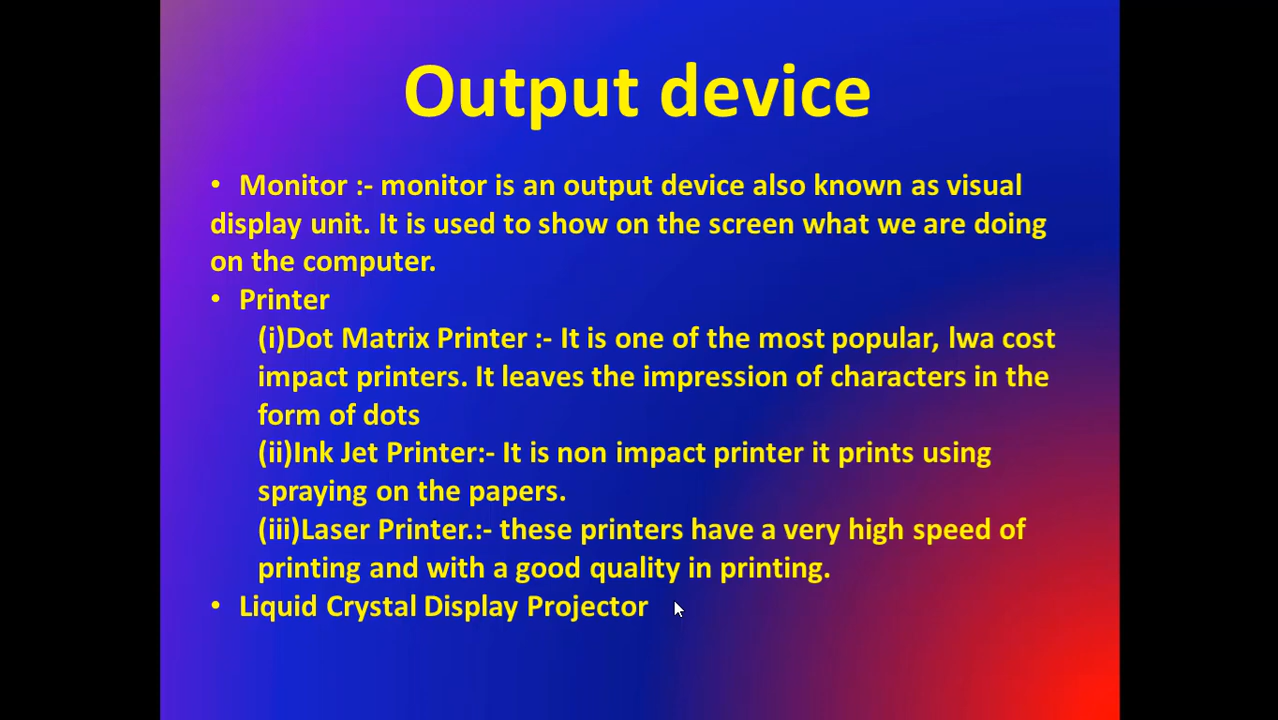 Output device
• Monitor :- monitor is an output device also known as visual
display unit. It is used to show on the screen what we are doing
on the computer.
• Printer
(i)Dot Matrix Printer :- It is one of the most popular, lwa cost
impact printers. It leaves the impression of characters in the
form of dots
(ii)Ink Jet Printer:- It is non impact printer it prints using
spraying on the papers.
(iii)Laser Printer.:- these printers have a very high speed of
printing and with a good quality in printing.
• Liquid Crystal Display Projector